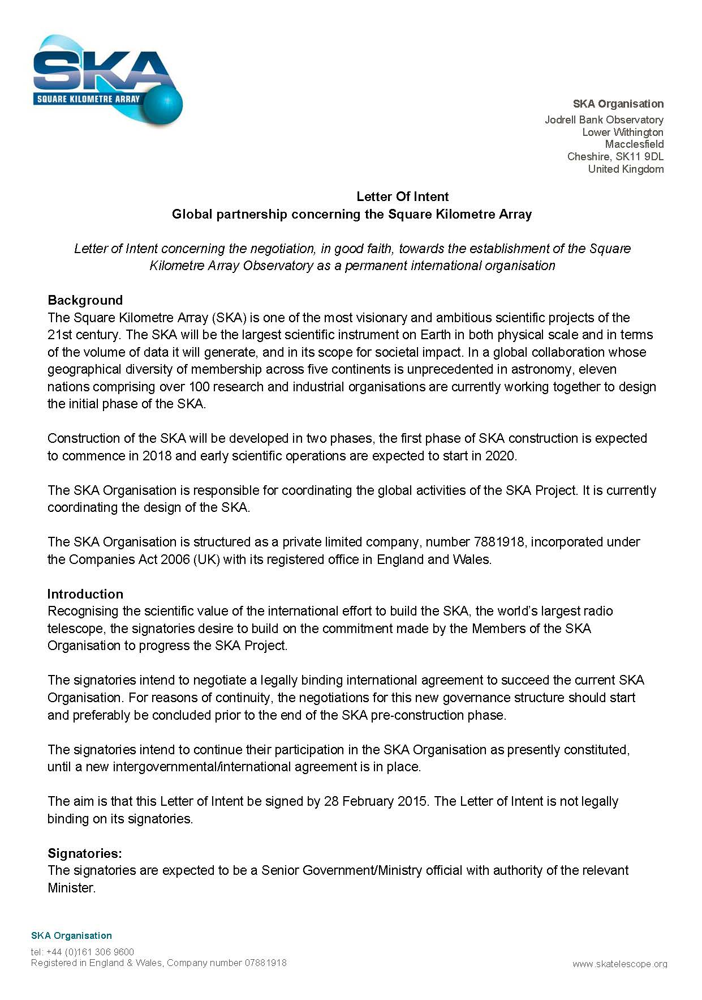 SKA
SQUARE KILOMETRE ARRAY
SKA Organisation
Jodrell Bank Observatory
Lower Withington
Macclesfield
Cheshire, SK11 9DL
United Kingdom
Letter Of Intent
Global partnership concerning the Square Kilometre Array
Letter of Intent concerning the negotiation, in good faith, towards the establishment of the Square
Kilometre Array Observatory as a permanent international organisation
Background
The Square Kilometre Array (SKA) is one of the most visionary and ambitious scientific projects of the
21st century. The SKA will be the largest scientific instrument on Earth in both physical scale and in terms
of the volume of data it will generate, and in its scope for societal impact. In a global collaboration whose
geographical diversity of membership across five continents is unprecedented in astronomy, eleven
nations comprising over 100 research and industrial organisations are currently working together to design
the initial phase of the SKA.
Construction of the SKA will be developed in two phases, the first phase of SKA construction is expected
to commence in 2018 and early scientific operations are expected to start in 2020.
The SKA Organisation is responsible for coordinating the global activities of the SKA Project. It is currently
coordinating the design of the SKA.
The SKA Organisation is structured as a private limited company, number 7881918, incorporated under
the Companies Act 2006 (UK) with its registered office in England and Wales.
Introduction
Recognising the scientific value of the international effort to build the SKA, the world's largest radio
telescope, the signatories desire to build on the commitment made by the Members of the SKA
Organisation to progress the SKA Project.
The signatories intend to negotiate a legally binding international agreement to succeed the current SKA
Organisation. For reasons of continuity, the negotiations for this new governance structure should start
and preferably be concluded prior to the end of the SKA pre-construction phase.
The signatories intend to continue their participation in the SKA Organisation as presently constituted,
until a new intergovernmental/international agreement is in place.
The aim is that this Letter of Intent be signed by 28 February 2015. The Letter of Intent is not legally
binding on its signatories.
Signatories:
The signatories are expected to be a Senior Government/Ministry official with authority of the relevant
Minister.
SKA Organisation
tel: +44 (0)161 306 9600
Registered in England & Wales, Company number 07881918
www.skatelescope.org